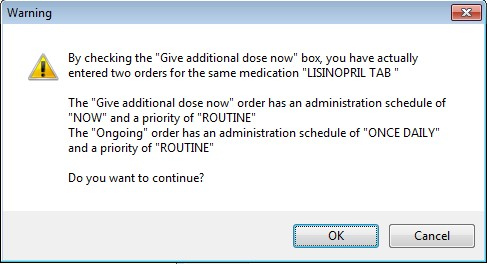 Warning
By checking the "Give additional dose now" box, you have actually
entered two orders for the same medication "LISINOPRIL TAB "
The "Give additional dose now" order has an administration schedule of
"NOW" and a priority of "ROUTINE"
The "Ongoing" order has an administration schedule of "ONCE DAILY"
and a priority of "ROUTINE"
Do you want to continue?
OK
Cancel